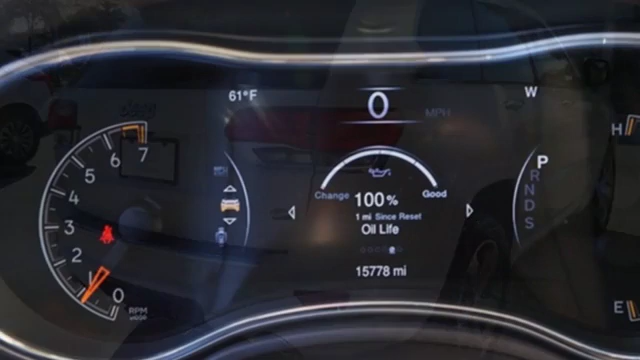 61°F
0
MPH
W
H
7
6
5
4
3
2
1
0
RPM
P
R
N
D
S
Change
Good
100%
1 mi Since Reset
Oil Life
15778 mi
E